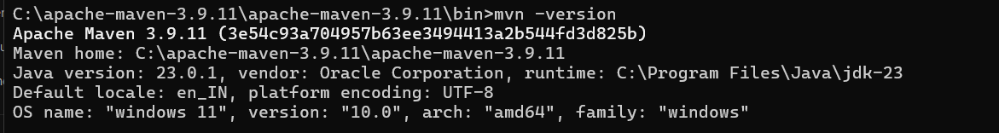 C:\apache-maven-3.9.11\apache-maven-3.9.11\bin>mvn -version
Apache Maven 3.9.11 (3e54c93a704957b63ee3494413a2b544fd3d825b)
Maven home: C:\apache-maven-3.9.11\apache-maven-3.9.11
Java version: 23.0.1, vendor: Oracle Corporation, runtime: C:\Program Files\Java\jdk-23
Default locale: en_IN, platform encoding: UTF-8
OS name: "windows 11", version: "10.0", arch: "amd64", family: "windows"